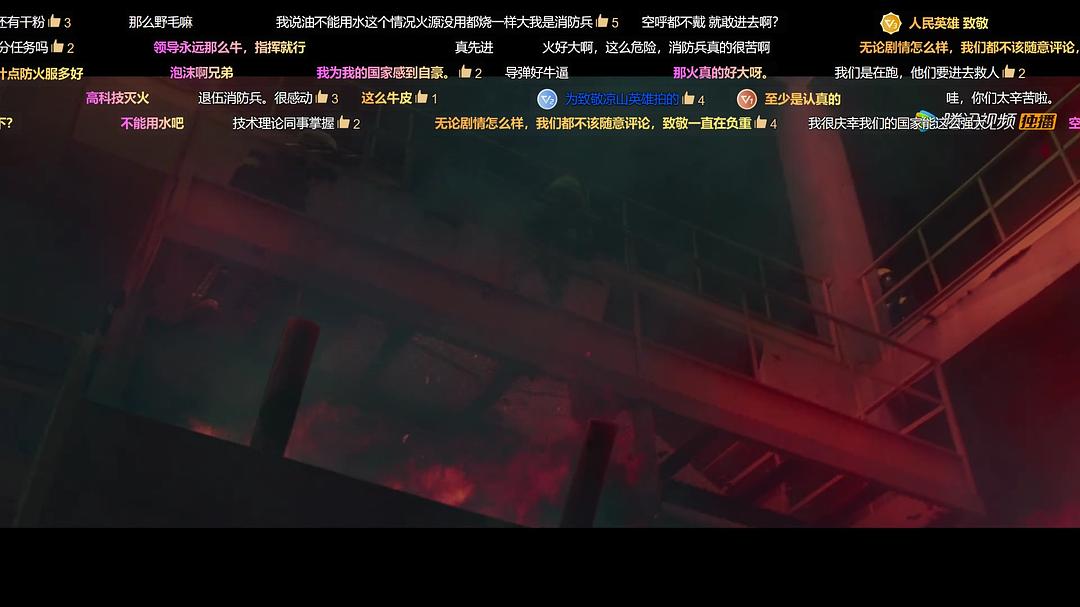 还有干粉 3 那么野毛嘛 我说油不能用水这个情况火源没用都烧一样大我是消防兵 5 空呼都不戴 就敢进去啊? 人民英雄 致敬
分任务吗 2 领导永远那么牛，指挥就行 真先进 火好大啊，这么危险，消防兵真的很苦啊 无论剧情怎么样，我们都不该随意评论，
什点防火服多好 泡沫啊兄弟 我为我的国家感到自豪。 2 导弹好牛逼 那火真的好大呀。 我们是在跑，他们要进去救人 2
高科技灭火 退伍消防兵。很感动 3 这么牛皮 1 为致敬凉山英雄拍的 4 至少是认真的 哇，你们太辛苦啦。
下? 不能用水吧 技术理论同事掌握 2 无论剧情怎么样，我们都不该随意评论，致敬一直在负重 4 我很庆幸我们的国家能这么强大 空
腾讯视频 独播